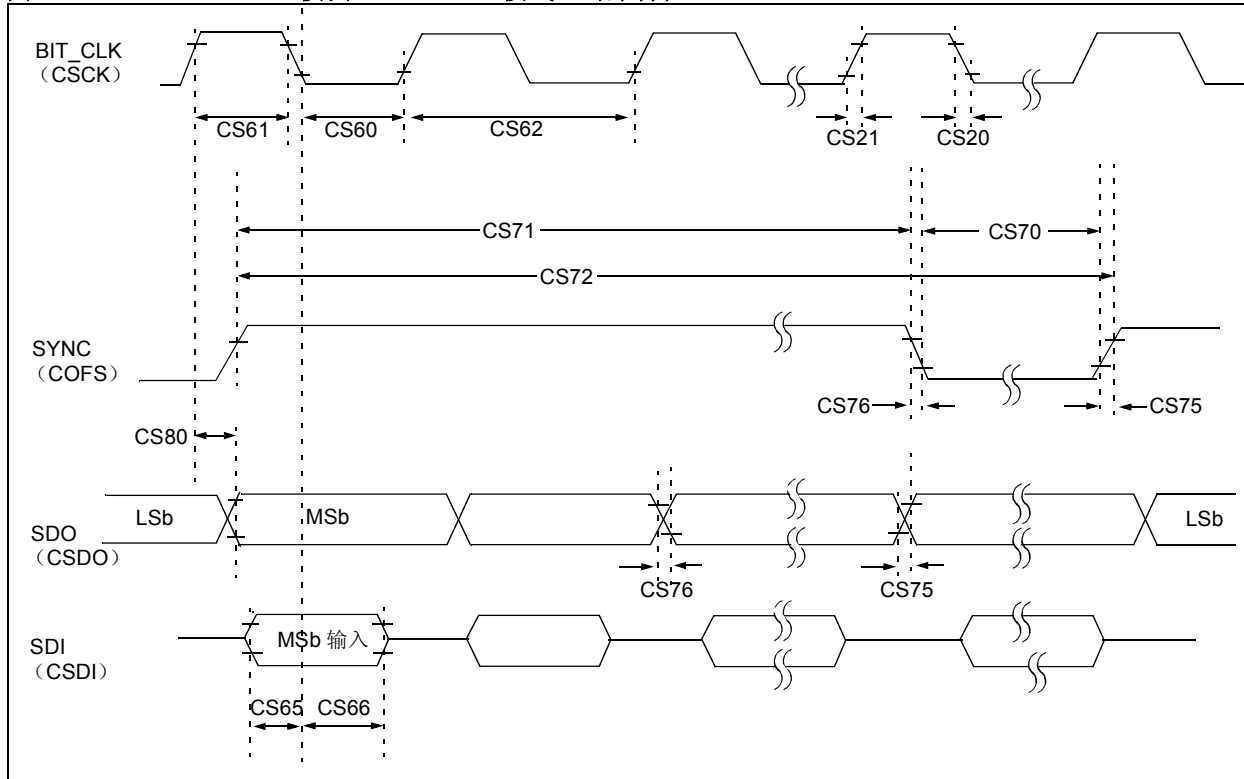 BIT_CLK
（CSCK）
CS61
CS60
CS62
CS21
CS20
CS71
CS70
CS72
SYNC
（COFS）
CS76
CS75
CS80
LSb
MSb
LSb
SDO
（CSDO）
CS76
CS75
SDI
（CSDI）
MSb 输入
CS65
CS66